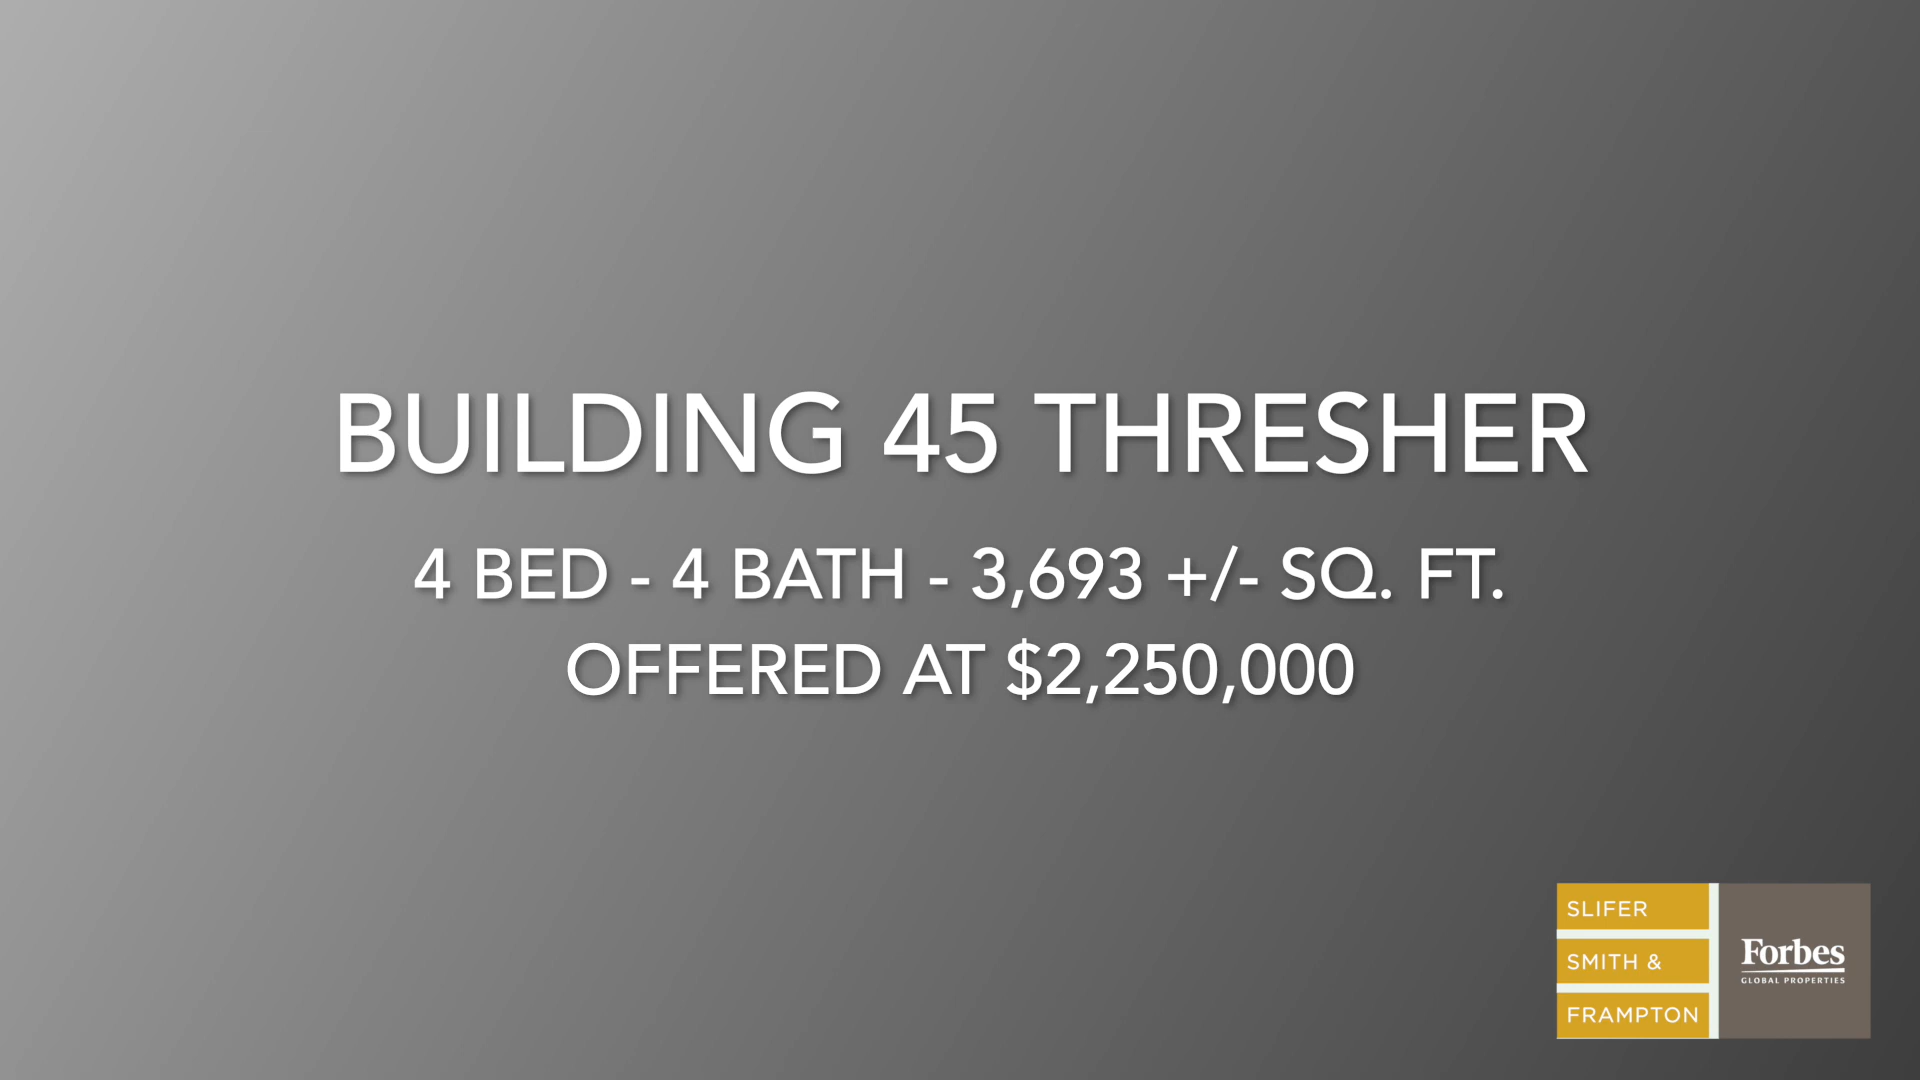 BUILDING 45 THRESHER
4 BED - 4 BATH - 3,693 +/- SQ. FT.
OFFERED AT $2,250,000
SLIFER
SMITH &
FRAMPTON
Forbes
GLOBAL PROPERTIES